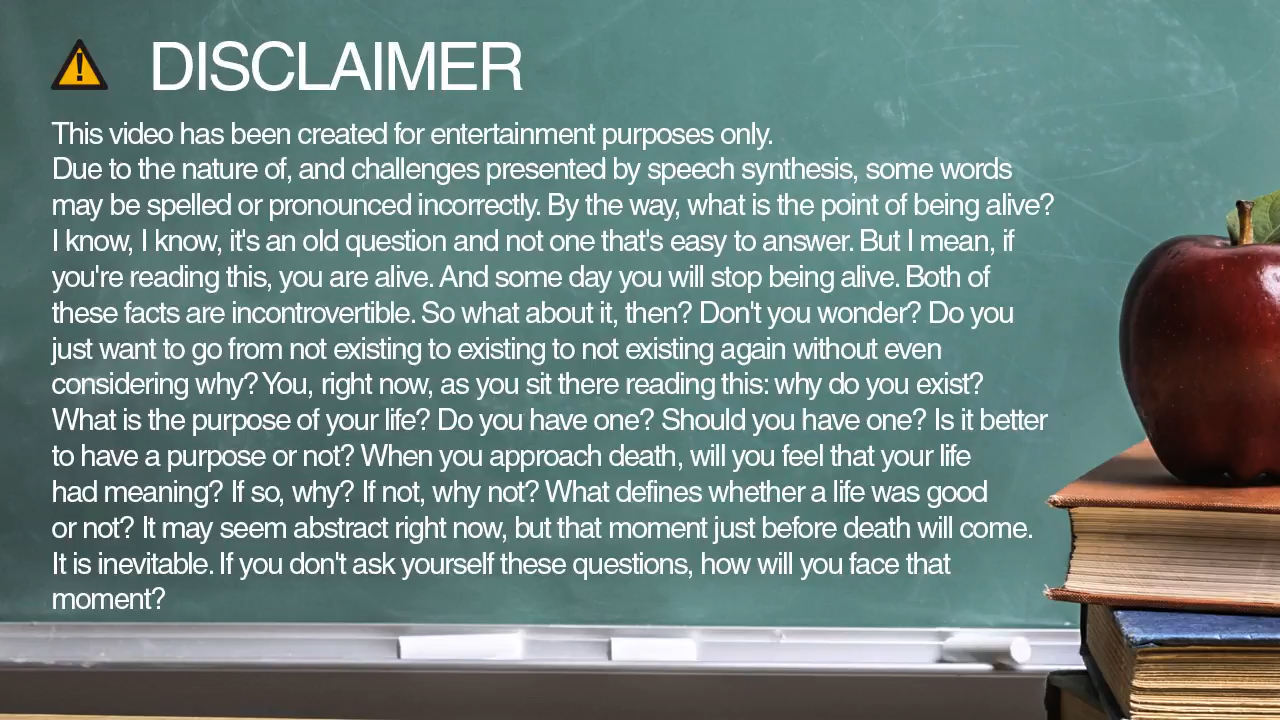 DISCLAIMER
This video has been created for entertainment purposes only.
Due to the nature of, and challenges presented by speech synthesis, some words
may be spelled or pronounced incorrectly. By the way, what is the point of being alive?
I know, I know, it's an old question and not one that's easy to answer. But I mean, if
you're reading this, you are alive. And some day you will stop being alive. Both of
these facts are incontrovertible. So what about it, then? Don't you wonder? Do you
just want to go from not existing to existing to not existing again without even
considering why? You, right now, as you sit there reading this: why do you exist?
What is the purpose of your life? Do you have one? Should you have one? Is it better
to have a purpose or not? When you approach death, will you feel that your life
had meaning? If so, why? If not, why not? What defines whether a life was good
or not? It may seem abstract right now, but that moment just before death will come.
It is inevitable. If you don't ask yourself these questions, how will you face that
moment?